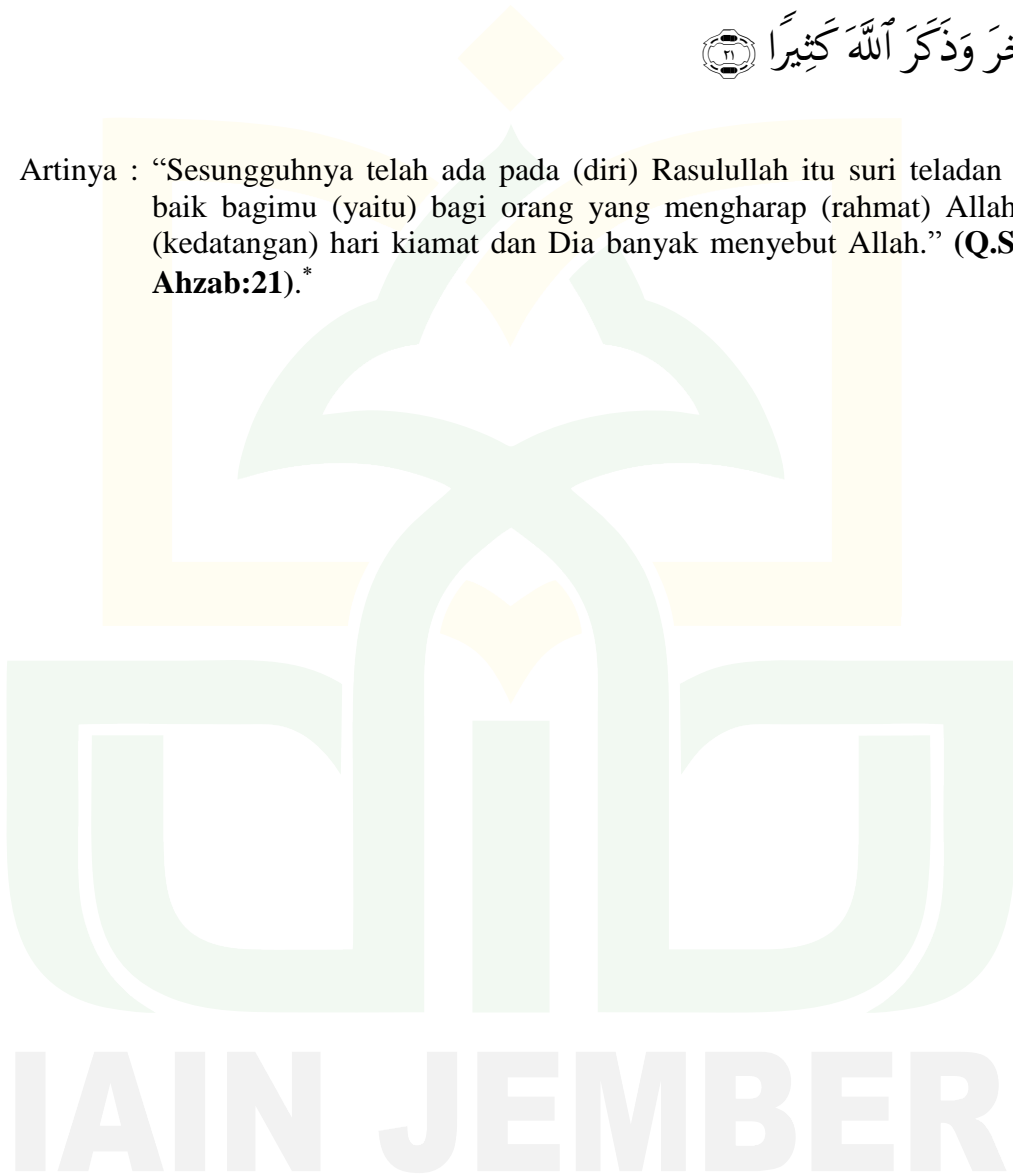 وَذَكَرَ ٱللَّهَ كَثِيرًا ۝٢١
Artinya : “Sesungguhnya telah ada pada (diri) Rasulullah itu suri teladan
baik bagimu (yaitu) bagi orang yang mengharap (rahmat) Allah
(kedatangan) hari kiamat dan Dia banyak menyebut Allah.” (Q.S
Ahzab:21).*
IAIN JEMBER